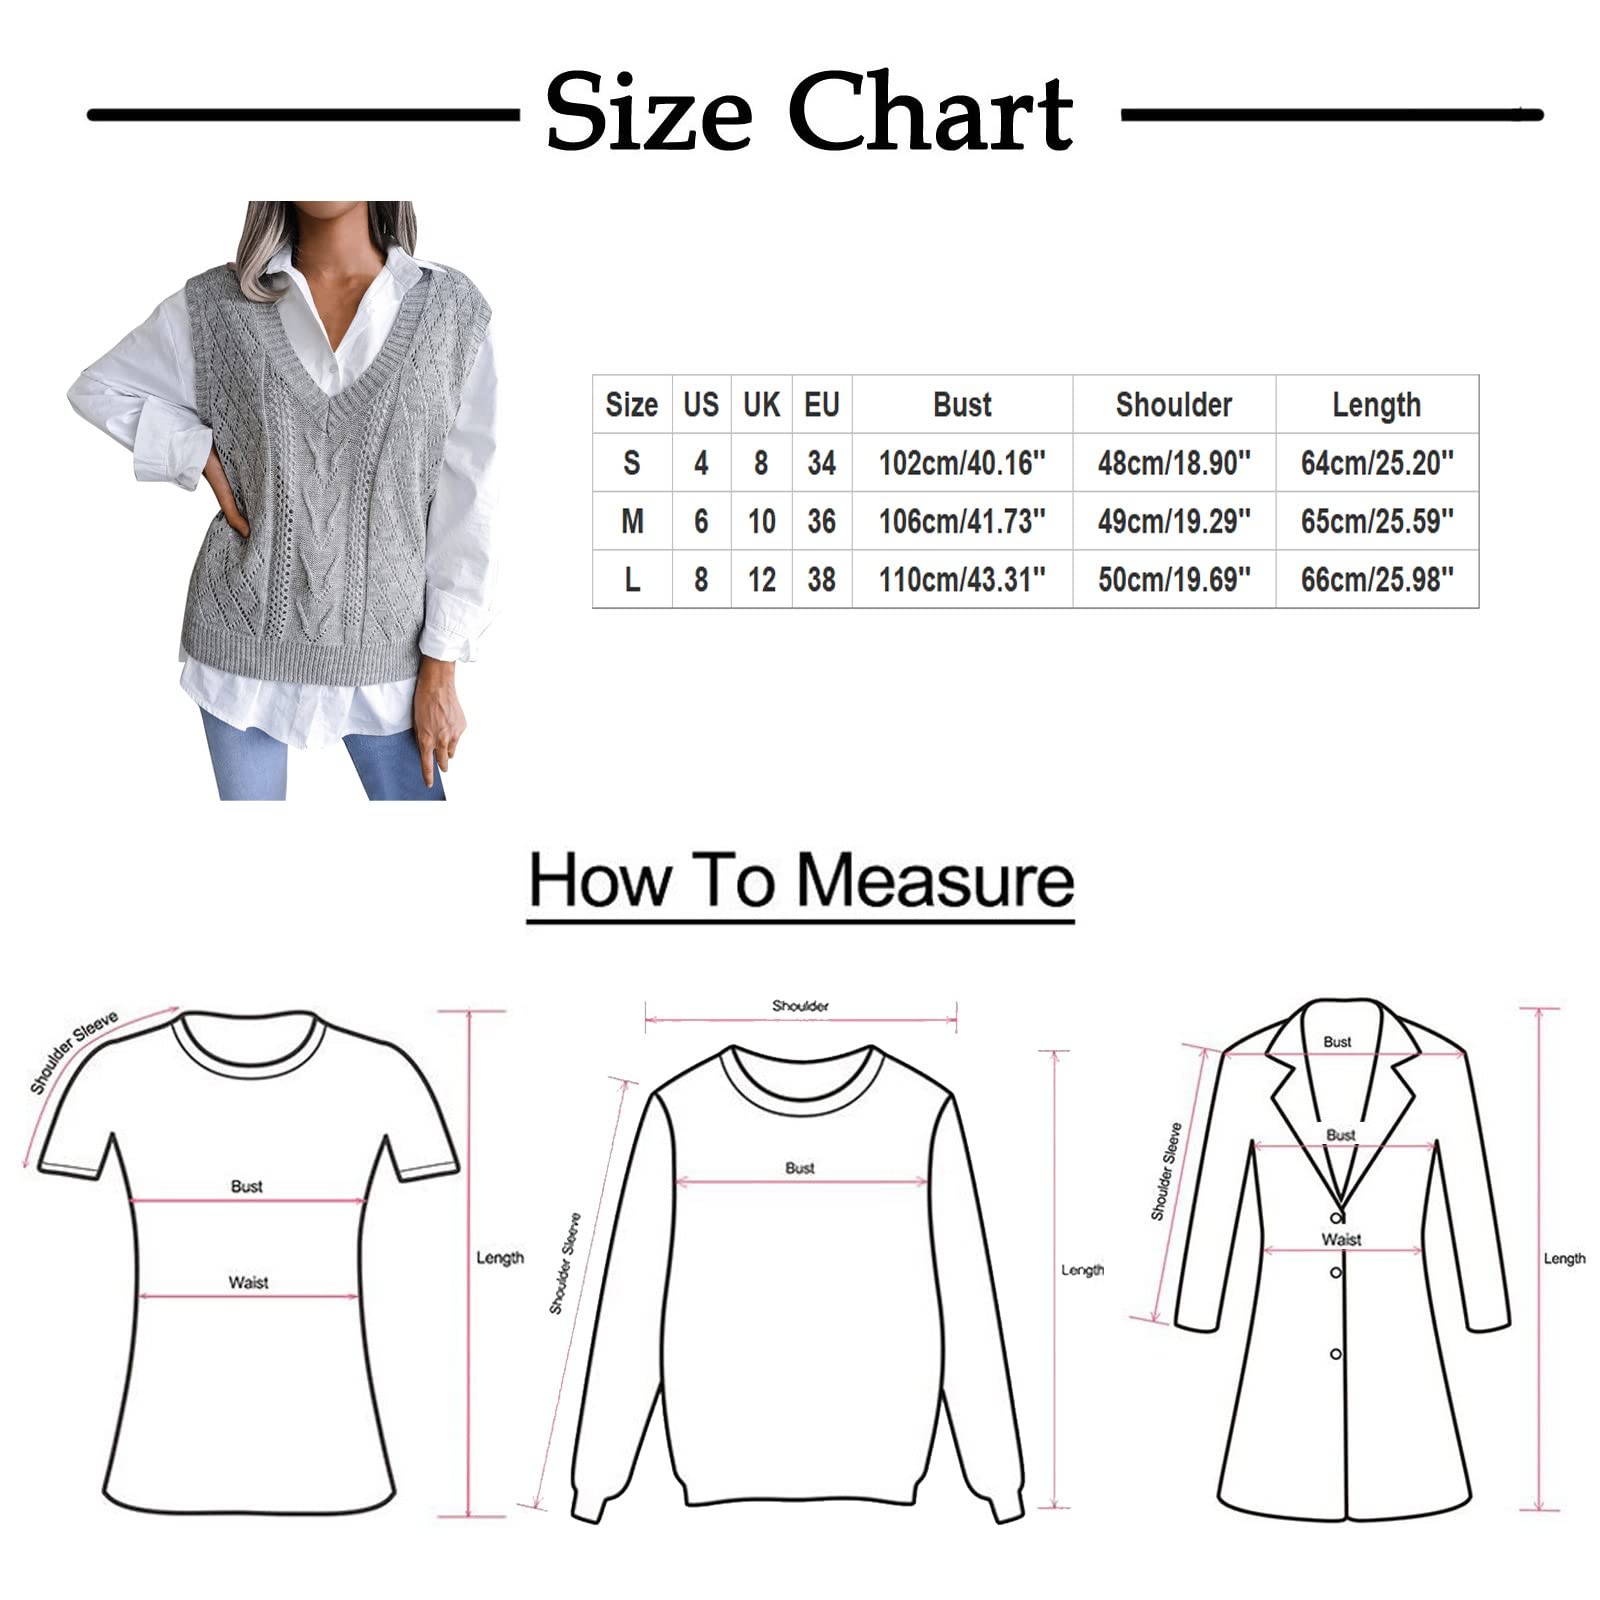 Size Chart
Size US UK EU Bust Shoulder Length
S 4 8 34 102cm/40.16" 48cm/18.90" 64cm/25.20"
M 6 10 36 106cm/41.73" 49cm/19.29" 65cm/25.59"
L 8 12 38 110cm/43.31" 50cm/19.69" 66cm/25.98"
How To Measure
Shoulder Sleeve
Bust
Waist
Length
Shoulder
Bust
Shoulder Sleeve
Length
Bust
Bust
Shoulder Sleeve
Waist
Length